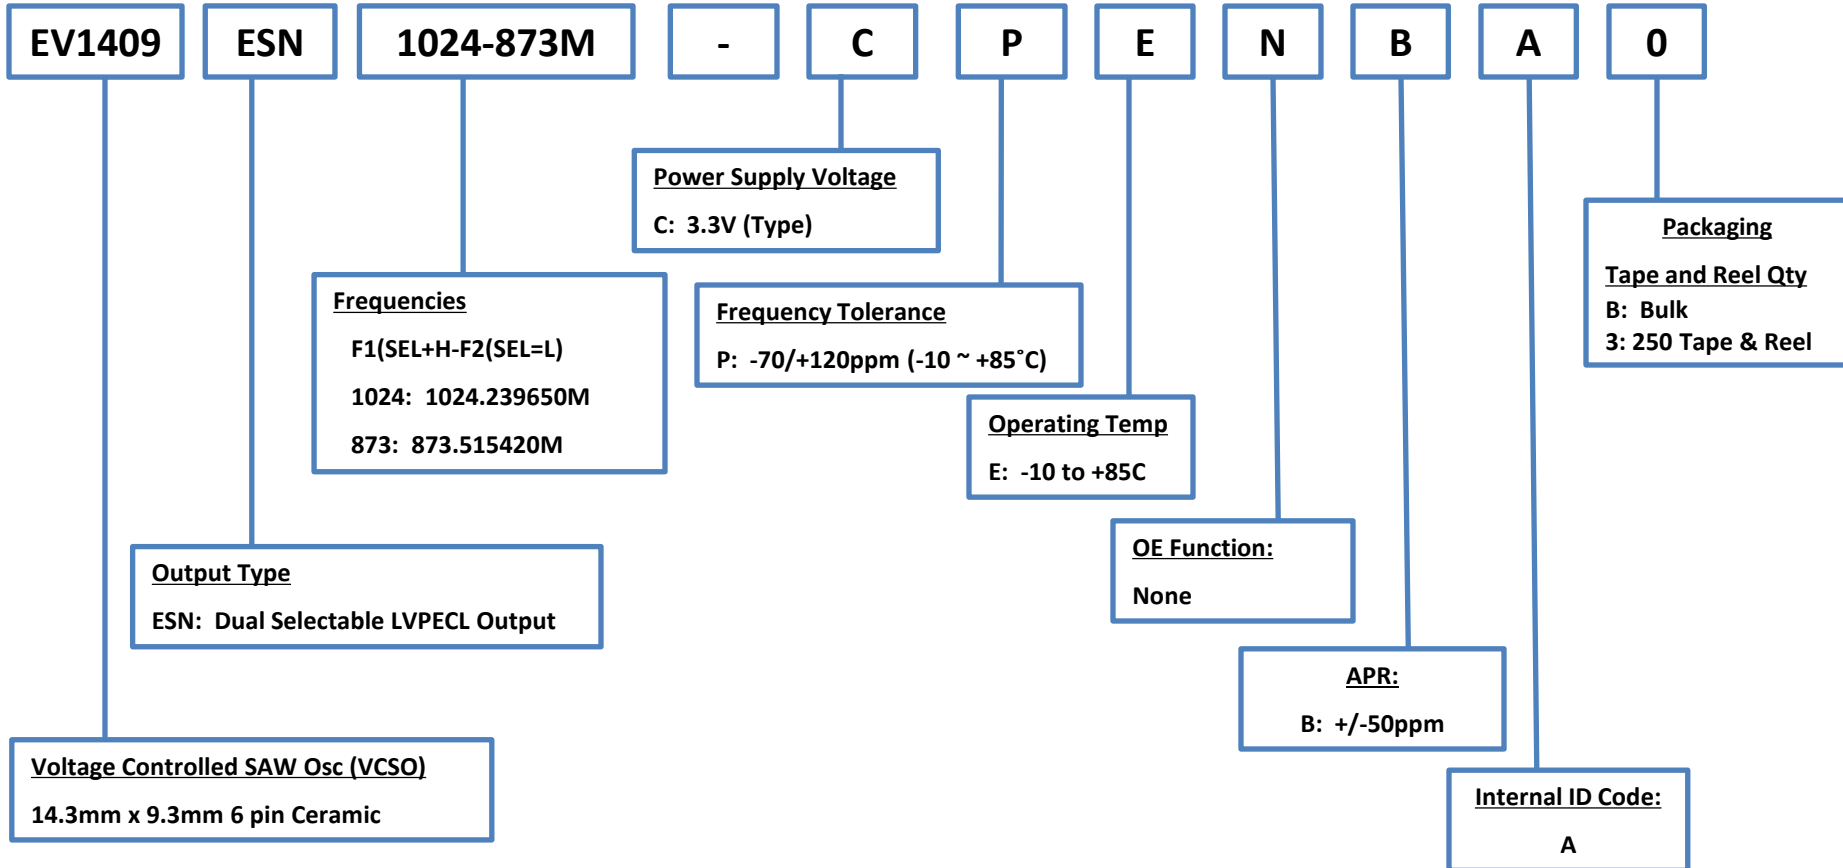 EV1409 ESN 1024-873M - C P E N B A 0
Power Supply Voltage
C: 3.3V (Type)
Packaging
Tape and Reel Qty
B: Bulk
3: 250 Tape & Reel
Frequencies
F1(SEL+H-F2(SEL=L)
1024: 1024.239650M
873: 873.515420M
Frequency Tolerance
P: -70/+120ppm (-10 ~ +85˚C)
Operating Temp
E: -10 to +85C
OE Function:
None
Output Type
ESN: Dual Selectable LVPECL Output
APR:
B: +/-50ppm
Voltage Controlled SAW Osc (VCSO)
14.3mm x 9.3mm 6 pin Ceramic
Internal ID Code:
A